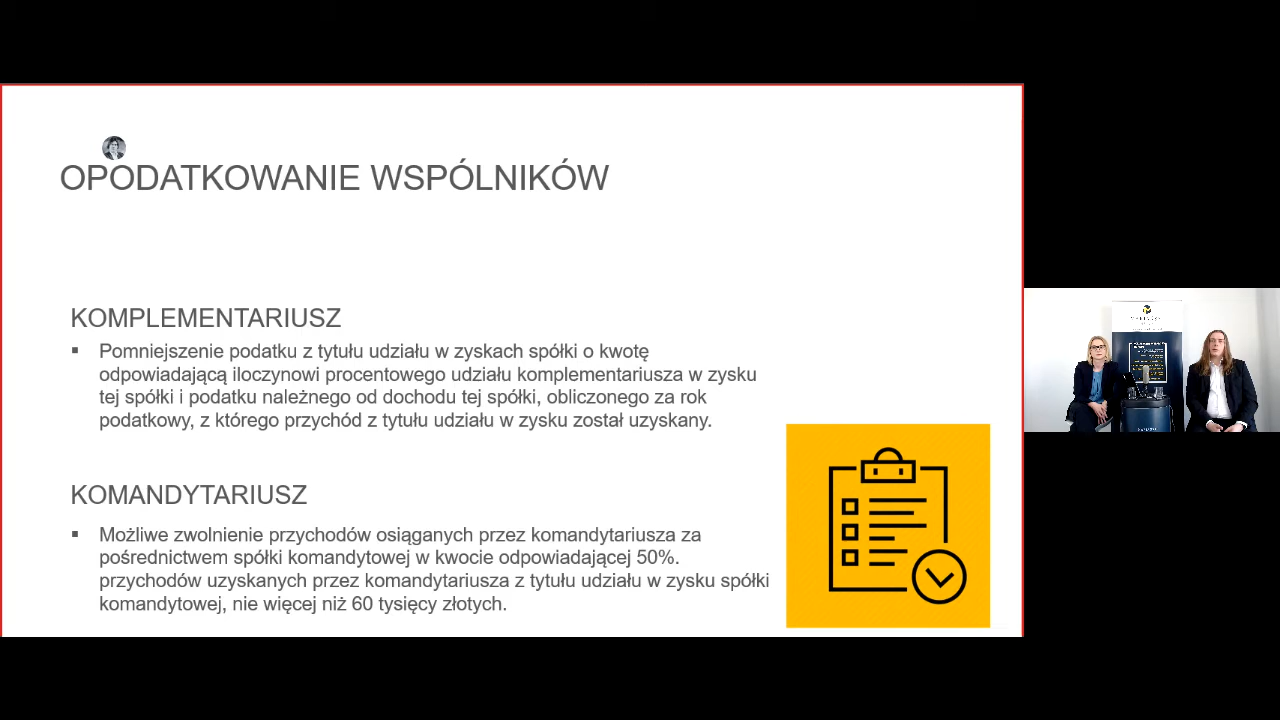 OPODATKOWANIE WSPÓLNIKÓW
KOMPLEMENTARIUSZ
▪ Pomniejszenie podatku z tytułu udziału w zyskach spółki o kwotę
odpowiadającą iloczynowi procentowego udziału komplementariusza w zysku
tej spółki i podatku należnego od dochodu tej spółki, obliczonego za rok
podatkowy, z którego przychód z tytułu udziału w zysku został uzyskany.
KOMANDYTARIUSZ
▪ Możliwe zwolnienie przychodów osiąganych przez komandytariusza za
pośrednictwem spółki komandytowej w kwocie odpowiadającej 50%.
przychodów uzyskanych przez komandytariusza z tytułu udziału w zysku spółki
komandytowej, nie więcej niż 60 tysięcy złotych.